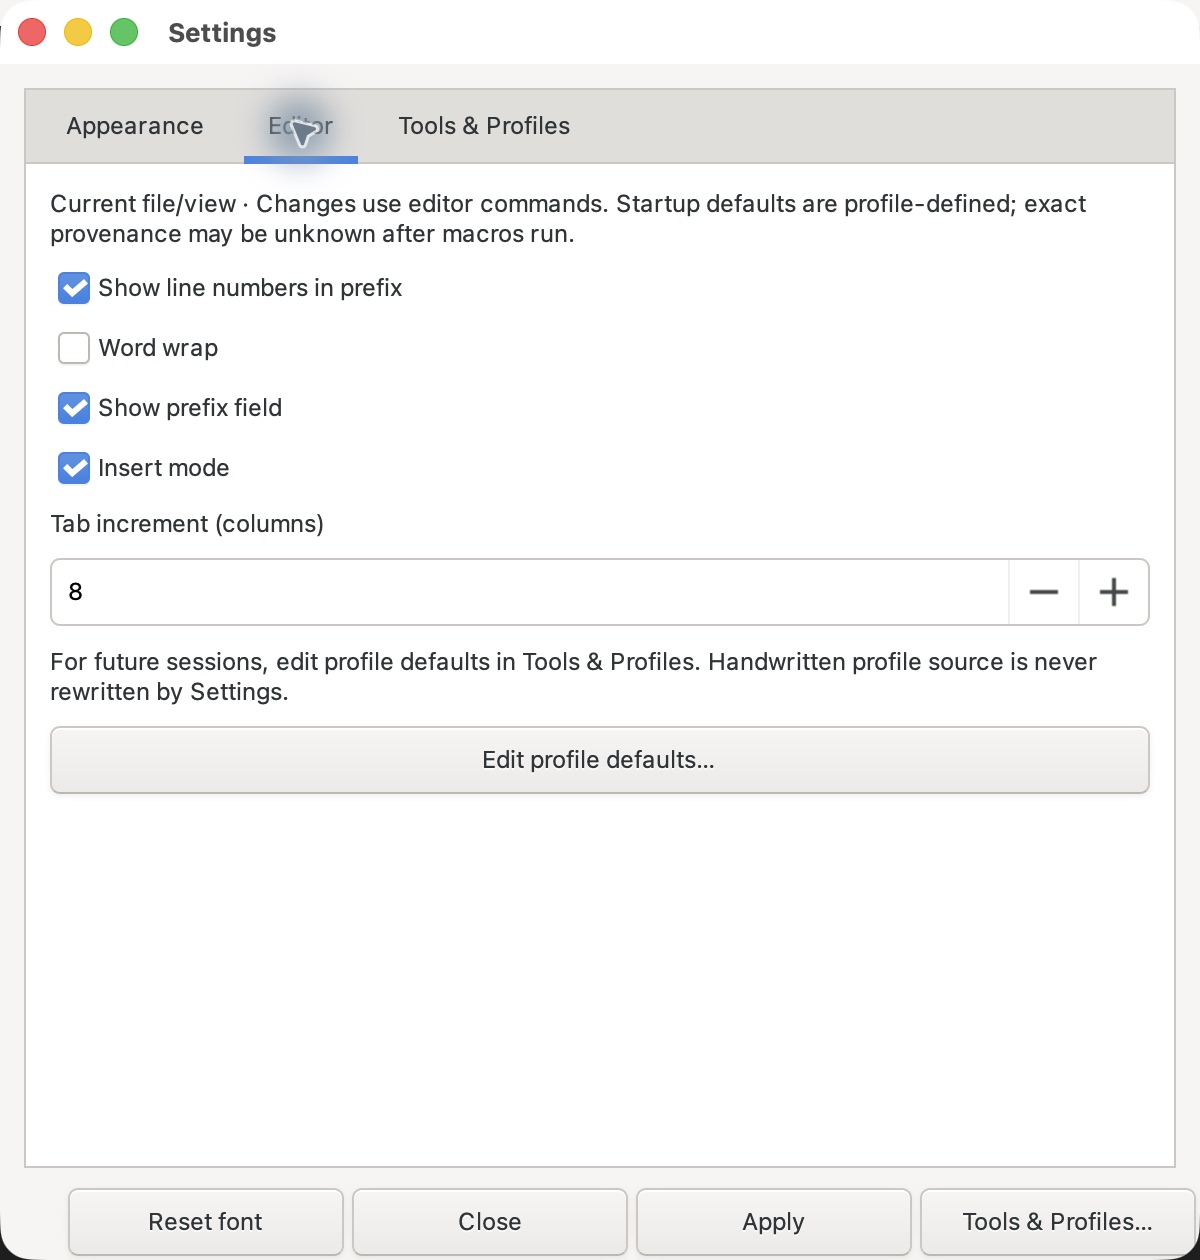 Settings
Appearance
Editor
Tools & Profiles
Current file/view · Changes use editor commands. Startup defaults are profile-defined; exact
provenance may be unknown after macros run.
Show line numbers in prefix
Word wrap
Show prefix field
Insert mode
Tab increment (columns)
8
For future sessions, edit profile defaults in Tools & Profiles. Handwritten profile source is never
rewritten by Settings.
Edit profile defaults...
Reset font
Close
Apply
Tools & Profiles...